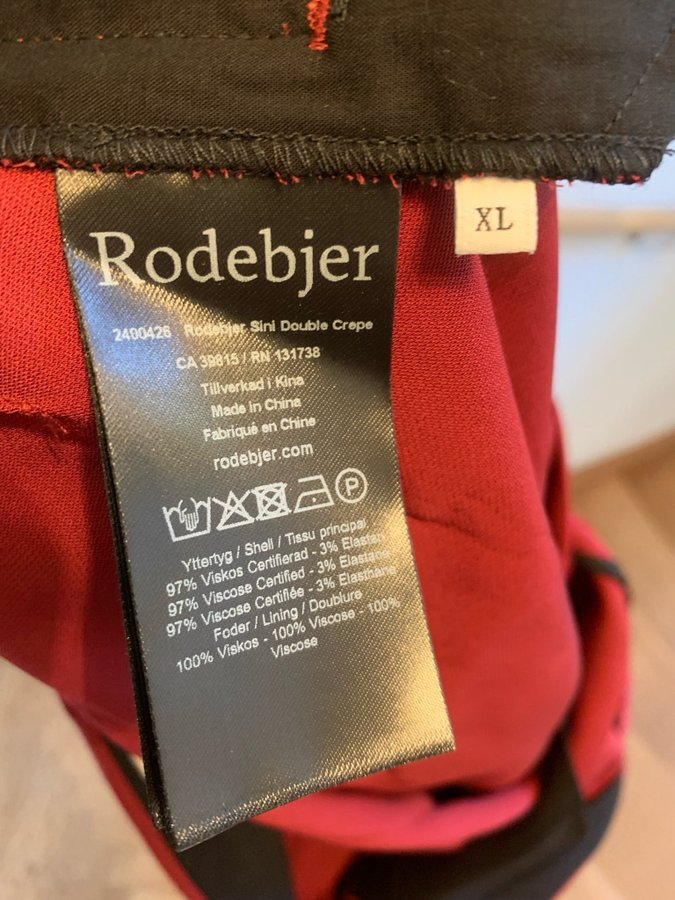 Rodebjer
XL
2400426 Rodebjer Sini Double Crepe
CA 39815 / RN 131738
Tillverkad i Kina
Made in China
Fabriqué en Chine
rodebjer.com
P
Yttertyg / Shell / Tissu principal
97% Viskos Certifierad - 3% Elastan
97% Viscose Certified - 3% Elastane
97% Viscose Certifiée - 3% Elasthane
Foder / Lining / Doublure
100% Viskos - 100% Viscose - 100%
Viscose